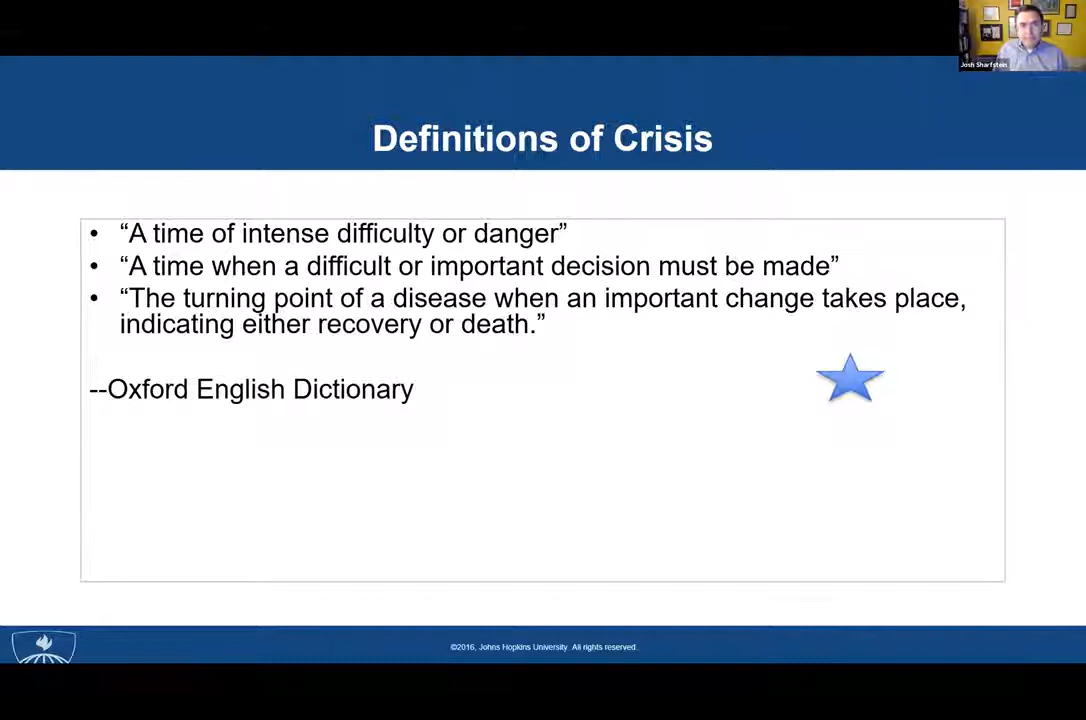 Josh Sharfstein
Definitions of Crisis
• “A time of intense difficulty or danger”
• “A time when a difficult or important decision must be made”
• “The turning point of a disease when an important change takes place,
indicating either recovery or death.”
--Oxford English Dictionary
©2016, Johns Hopkins University. All rights reserved.